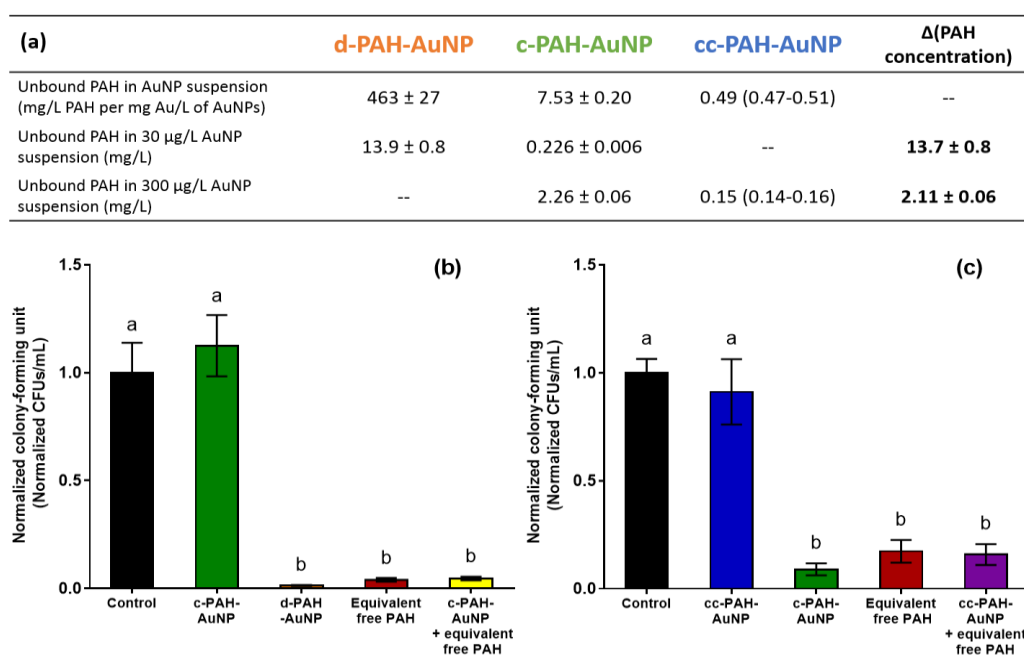 (a) d-PAH-AuNP c-PAH-AuNP cc-PAH-AuNP Δ(PAH
concentration)
Unbound PAH in AuNP suspension
(mg/L PAH per mg Au/L of AuNPs) 463 ± 27 7.53 ± 0.20 0.49 (0.47-0.51) --
Unbound PAH in 30 µg/L AuNP
suspension (mg/L) 13.9 ± 0.8 0.226 ± 0.006 -- 13.7 ± 0.8
Unbound PAH in 300 µg/L AuNP
suspension (mg/L) -- 2.26 ± 0.06 0.15 (0.14-0.16) 2.11 ± 0.06
(b)
Normalized colony-forming unit
(Normalized CFUs/mL)
1.5
1.0
0.5
0.0
a
a
b
b
b
Control
c-PAH-
AuNP
d-PAH
-AuNP
Equivalent
free PAH
c-PAH-
AuNP
+ equivalent
free PAH
(c)
Normalized colony-forming unit
(Normalized CFUs/mL)
1.5
1.0
0.5
0.0
a
a
b
b
b
Control
cc-PAH-
AuNP
c-PAH-
AuNP
Equivalent
free PAH
cc-PAH-
AuNP
+ equivalent
free PAH